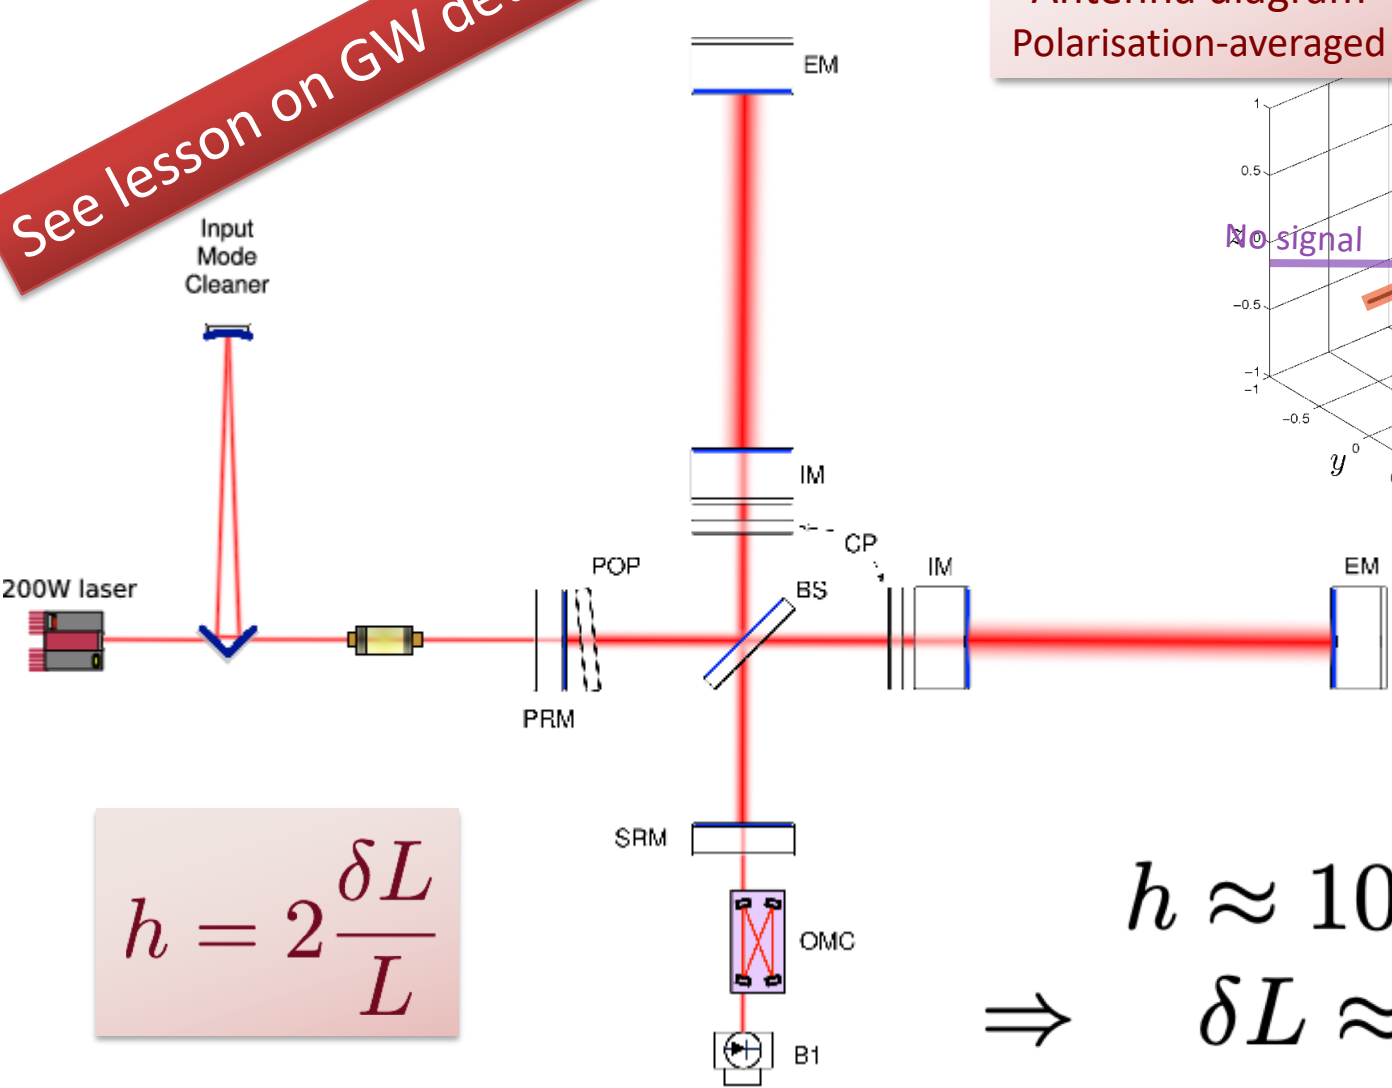 See lesson on GW
Polarisation-averaged
EM
1
0.5
0
-0.5
-1
-1
-0.5
0
y
No signal
Input
Mode
Cleaner
IM
CP
IM
EM
POP
BS
200W laser
PRM
SRM
OMC
B1
h = 2 δL / L
h ≈ 10
⇒ δL ≈